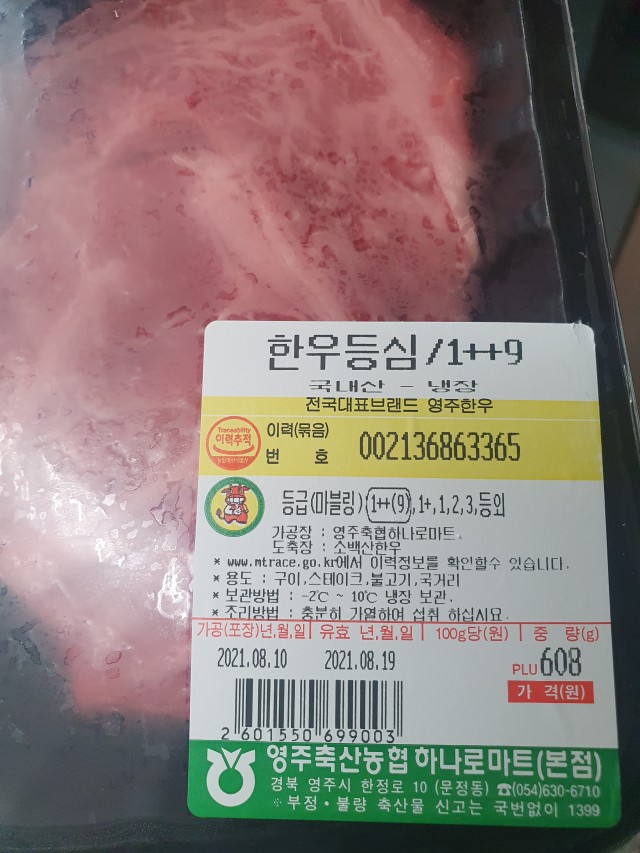 한우등심/1++9
국내산 - 냉장
전국대표브랜드 영주한우
Traceability
이력추적
이력(묶음)
번 호 002136863365
등급(마블링):1++(9),1+,1,2,3,등외
가공장 : 영주축협하나로마트.
도축장 : 소백산한우
* www.mtrace.go.kr에서 이력정보를 확인할수 있습니다.
* 용도 : 구이,스테이크,불고기,국거리
* 보관방법 : -2℃ ~ 10℃ 냉장 보관.
* 조리방법 : 충분히 가열하여 섭취 하십시요.
가공(포장)년,월,일 유효 년,월,일 100g당(원) 중 량(g)
2021.08.10 2021.08.19 PLU 608
가 격(원)
2 601550 699003
영주축산농협 하나로마트(본점)
경북 영주시 한정로 10 (문정동) ☎(054)630-6710
※ 부정·불량 축산물 신고는 국번없이 1399